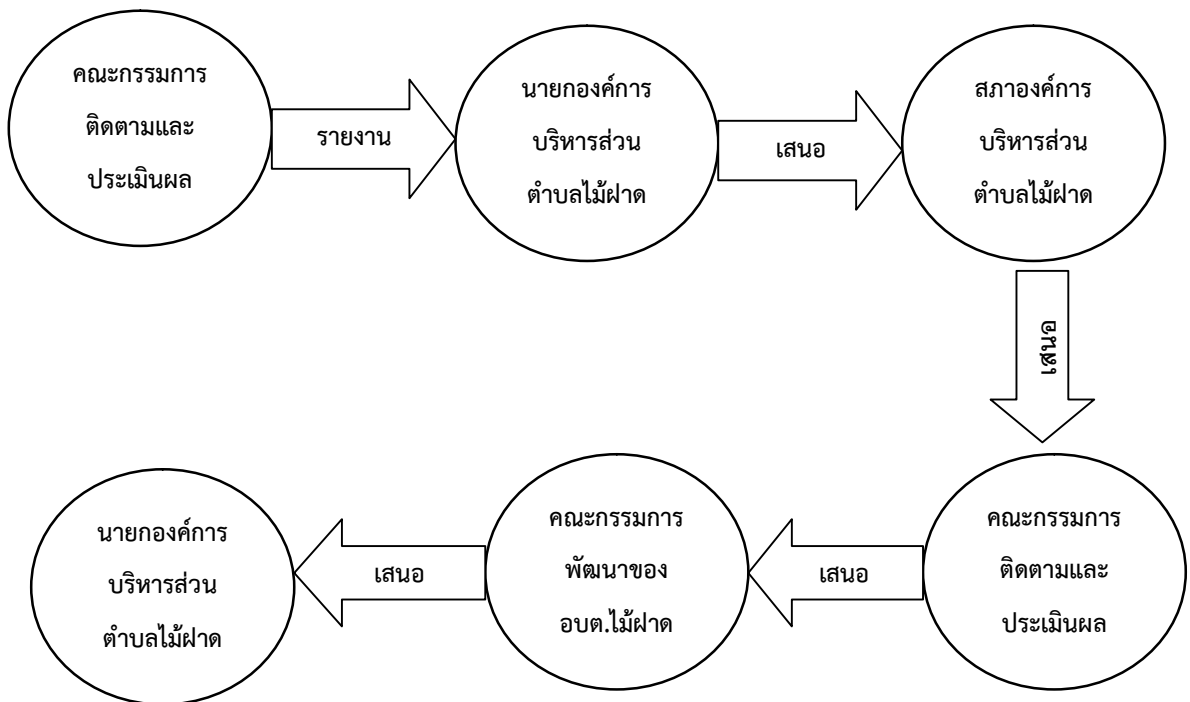 คณะกรรมการ
ติดตามและ
ประเมินผล
รายงาน
นายกองค์การ
บริหารส่วน
ตำบลไม้ฝาด
เสนอ
สภาองค์การ
บริหารส่วน
ตำบลไม้ฝาด
เสนอ
คณะกรรมการ
ติดตามและ
ประเมินผล
เสนอ
คณะกรรมการ
พัฒนาของ
อบต.ไม้ฝาด
เสนอ
นายกองค์การ
บริหารส่วน
ตำบลไม้ฝาด